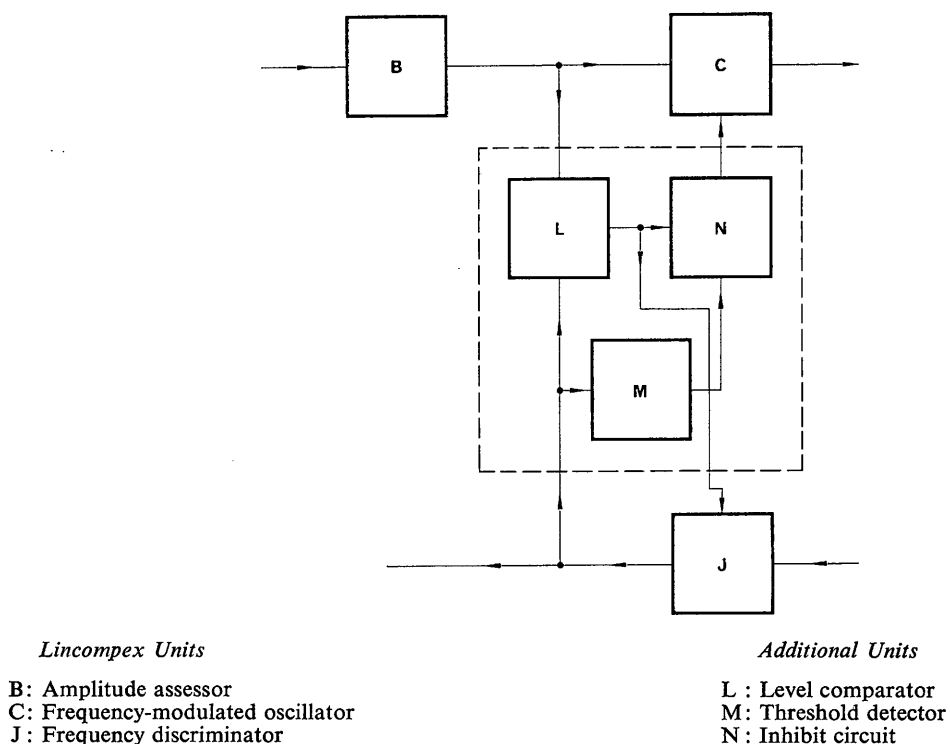 B
C
L
N
M
J
Lincompex Units
B: Amplitude assessor
C: Frequency-modulated oscillator
J: Frequency discriminator
Additional Units
L : Level comparator
M: Threshold detector
N: Inhibit circuit